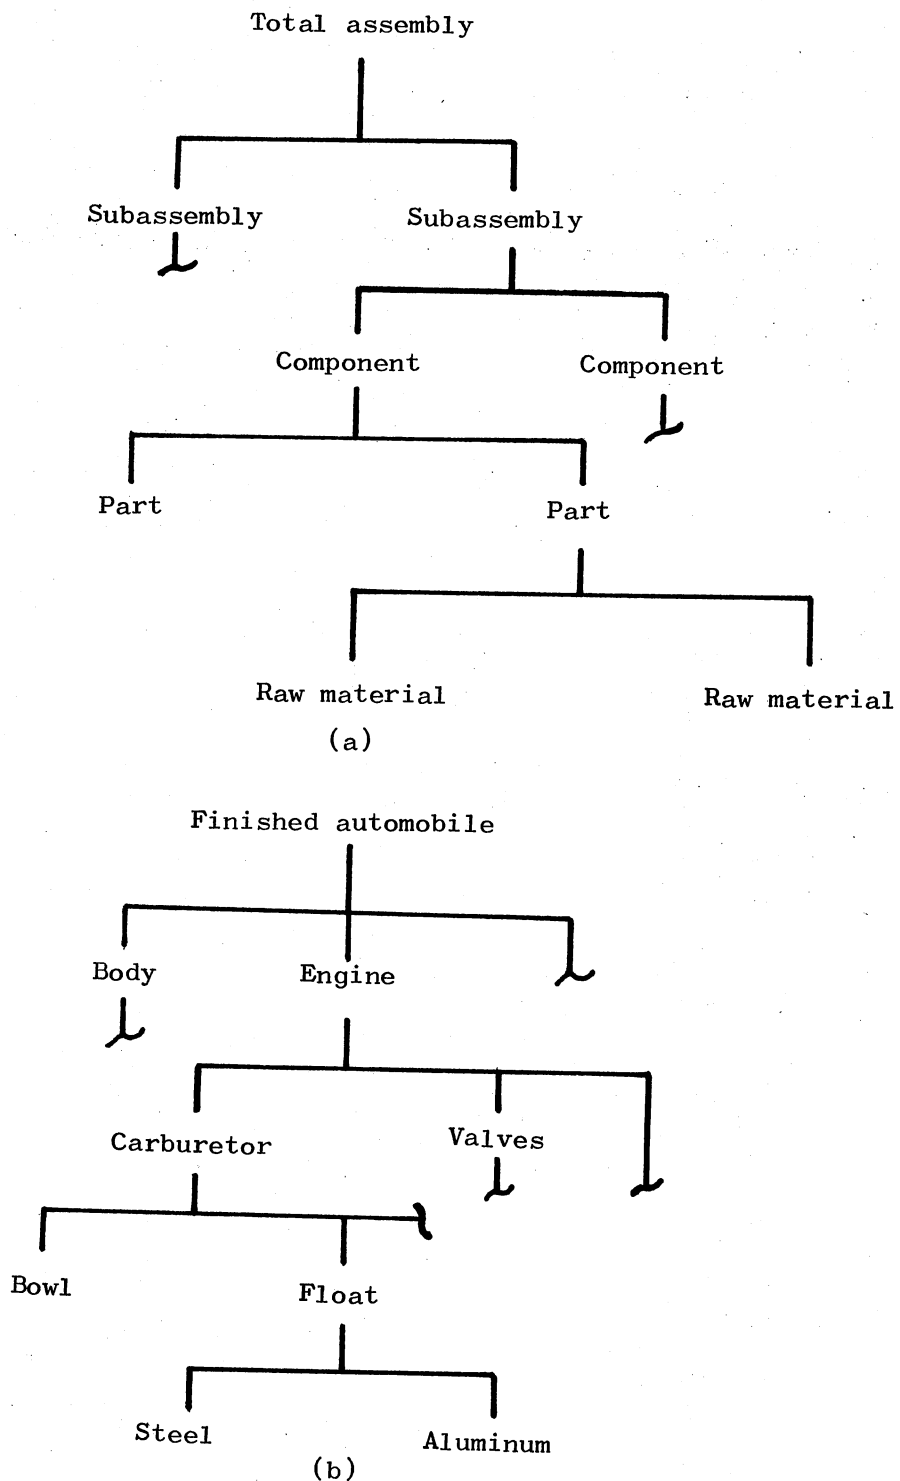 Total assembly
Subassembly Subassembly
Component Component
Part Part
Raw material Raw material
(a)
Finished automobile
Body Engine
Carburetor Valves
Bowl Float
Steel Aluminum
(b)